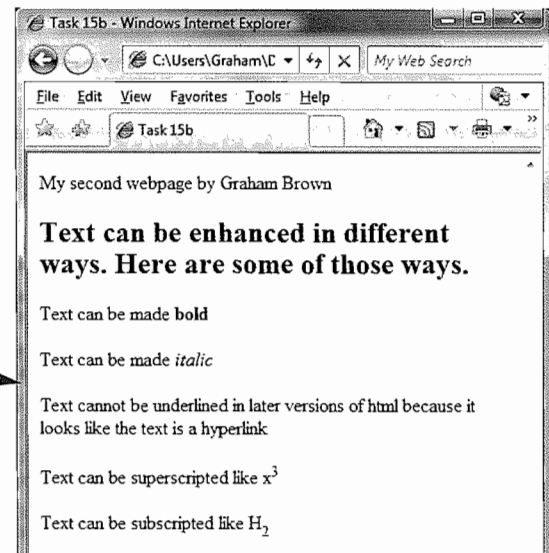 Task 15b - Windows Internet Explorer
C:\Users\Graham\D
My Web Search
File Edit View Favorites Tools Help
Task 15b
My second webpage by Graham Brown
Text can be enhanced in different
ways. Here are some of those ways.
Text can be made bold
Text can be made italic
Text cannot be underlined in later versions of html because it
looks like the text is a hyperlink
Text can be superscripted like x³
Text can be subscripted like H₂